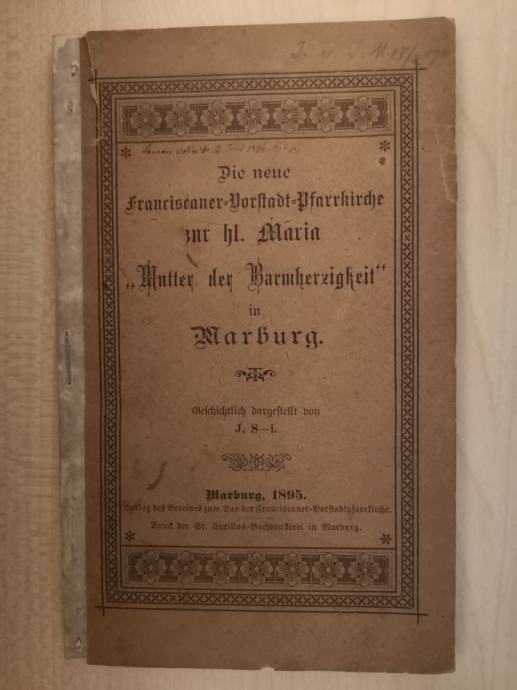 Die neue
Franciscaner-Vorstadt-Pfarrkirche
zur hl. Maria
„Mutter der Barmherzigkeit“
in
Marburg.
Geschichtlich dargestellt von
J. S—i.
Marburg, 1895.
Verlag des Vereines zum Bau der Franciscaner-Vorstadtpfarrkirche.
Druck der St. Cyrillus-Buchdruckerei in Marburg.